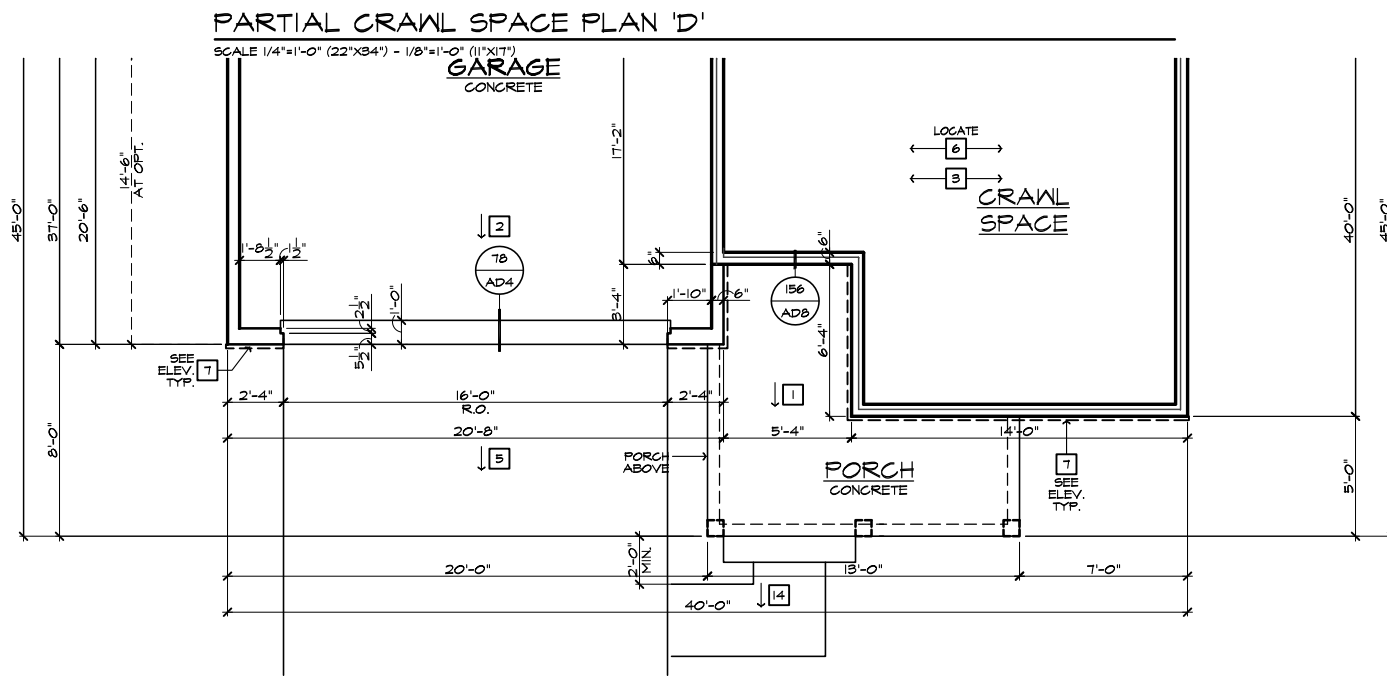 PARTIAL CRAWL SPACE PLAN 'D'
SCALE 1/4"=1'-0" (22"X34") - 1/8"=1'-0" (11"X17")
GARAGE
CONCRETE
14'-6"
AT OPT.
17'-2"
LOCATE
6
3
CRAWL
SPACE
45'-0"
37'-0"
20'-6"
40'-0"
45'-0"
2
1'-8 1/2"
1 1/2"
78
AD4
6"
6"
156
AD8
1'-10"
6"
2 1/2"
1'-0"
3'-4"
6'-4"
5 1/2"
SEE
ELEV.
TYP.
7
2'-4"
16'-0"
R.O.
2'-4"
1
20'-8"
5'-4"
14'-0"
8'-0"
5
PORCH
ABOVE
PORCH
CONCRETE
7
SEE
ELEV.
TYP.
5'-0"
2'-0"
MIN.
20'-0"
13'-0"
7'-0"
14
40'-0"